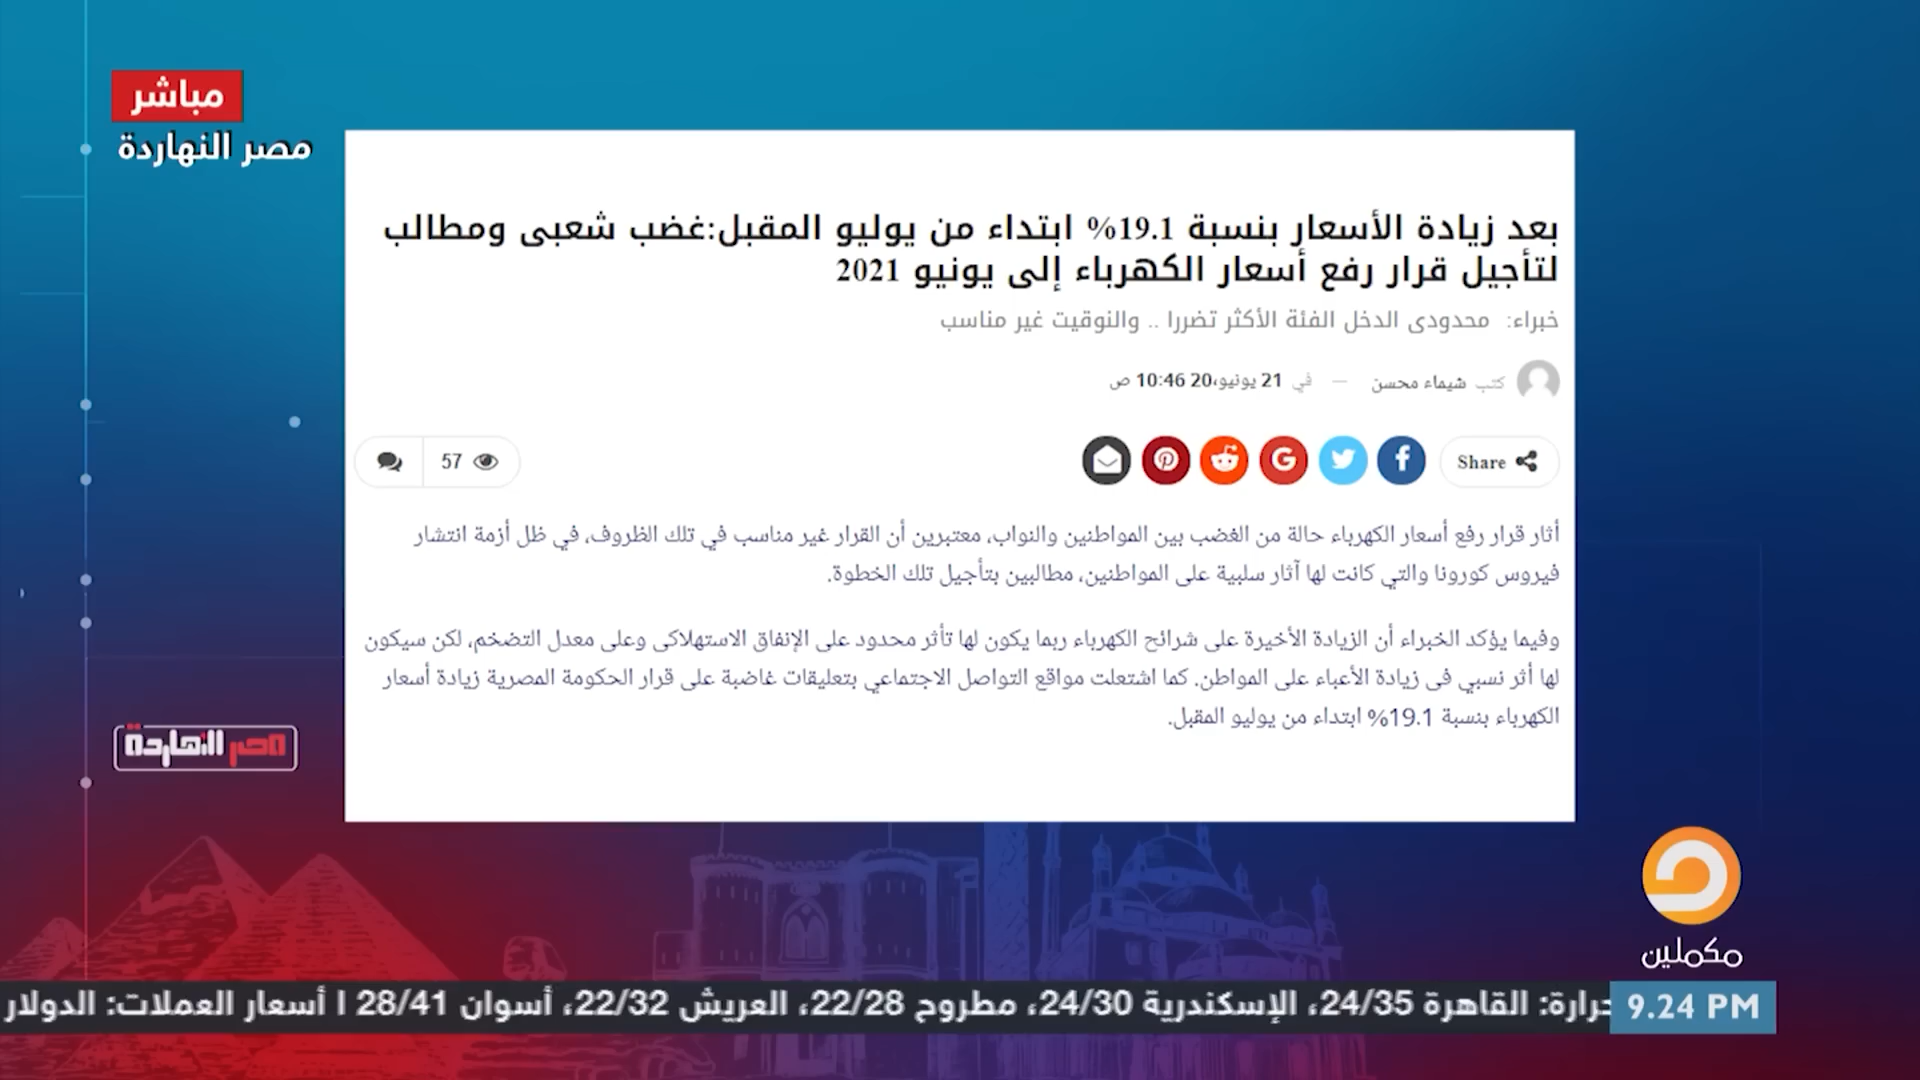 مباشر
مصر النهاردة
بعد زيادة الأسعار بنسبة 19.1% ابتداء من يوليو المقبل:غضب شعبى ومطالب
لتأجيل قرار رفع أسعار الكهرباء إلى يونيو 2021
خبراء: محدودى الدخل الفئة الأكثر تضررا .. والنوقيت غير مناسب
كتب شيماء محسن — في 21 يونيو،20 10:46 ص
Share
57
أثار قرار رفع أسعار الكهرباء حالة من الغضب بين المواطنين والنواب، معتبرين أن القرار غير مناسب في تلك الظروف، في ظل أزمة انتشار
فيروس كورونا والتي كانت لها آثار سلبية على المواطنين، مطالبين بتأجيل تلك الخطوة.
وفيما يؤكد الخبراء أن الزيادة الأخيرة على شرائح الكهرباء ربما يكون لها تأثر محدود على الإنفاق الاستهلاكى وعلى معدل التضخم، لكن سيكون
لها أثر نسبي فى زيادة الأعباء على المواطن. كما اشتعلت مواقع التواصل الاجتماعي بتعليقات غاضبة على قرار الحكومة المصرية زيادة أسعار
الكهرباء بنسبة 19.1% ابتداء من يوليو المقبل.
مصر النهاردة
مكملين
حرارة: القاهرة 24/35، الإسكندرية 24/30، مطروح 22/28، العريش 22/32، أسوان 28/41 | أسعار العملات: الدولار
9.24 PM